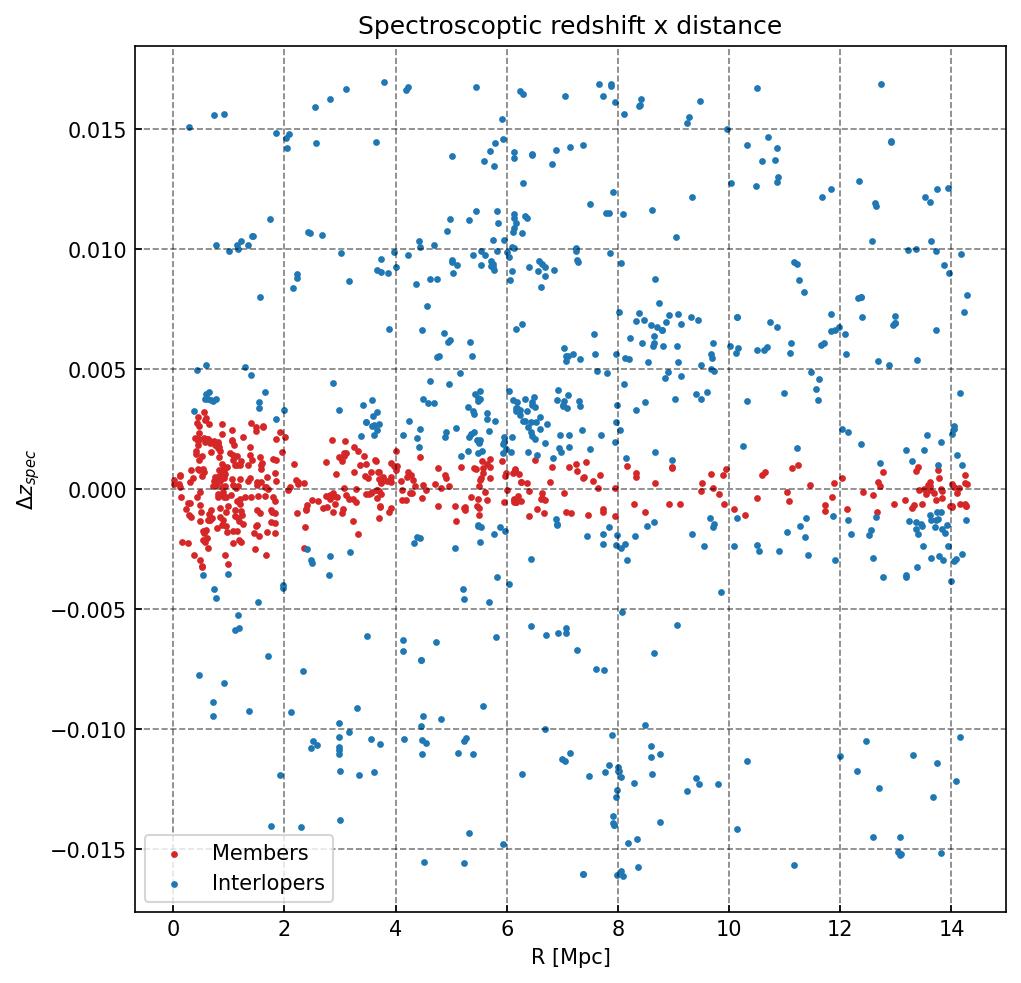 Spectroscoptic redshift x distance
0.015
0.010
0.005
0.000
−0.005
−0.010
−0.015
Δz_spec
Members
Interlopers
0 2 4 6 8 10 12 14
R [Mpc]